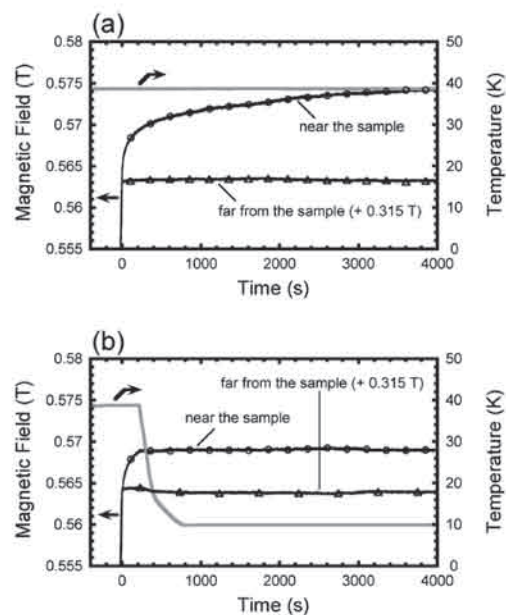 (a)
0.58
0.575
0.57
0.565
0.56
0.555
Magnetic Field (T)
50
40
30
20
10
0
Temperature (K)
near the sample
far from the sample (+ 0.315 T)
0 1000 2000 3000 4000
Time (s)
(b)
0.58
0.575
0.57
0.565
0.56
0.555
Magnetic Field (T)
50
40
30
20
10
0
Temperature (K)
far from the sample (+ 0.315 T)
near the sample
0 1000 2000 3000 4000
Time (s)